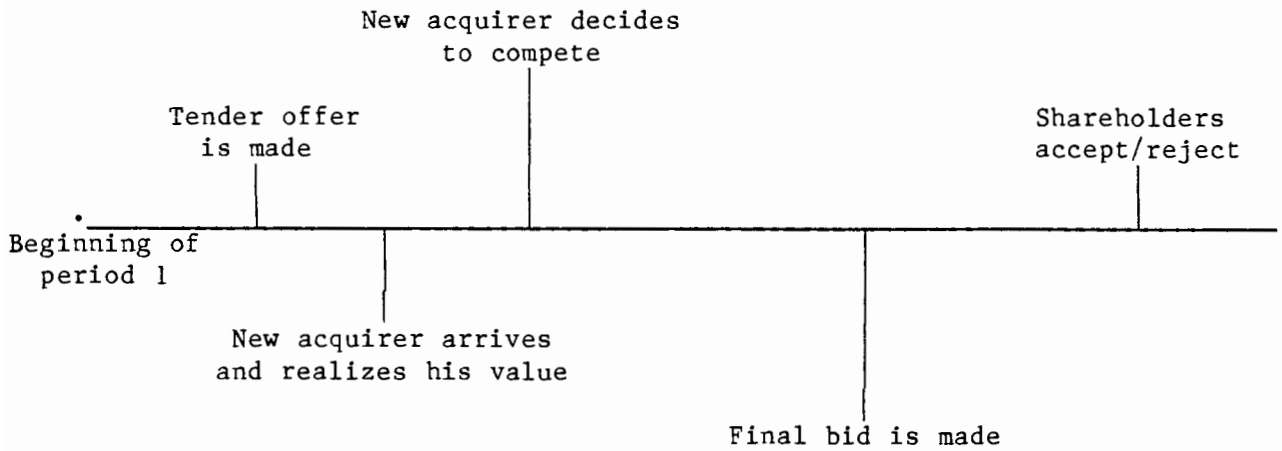 New acquirer decides
to compete
Tender offer
is made
Shareholders
accept/reject
Beginning of
period 1
New acquirer arrives
and realizes his value
Final bid is made